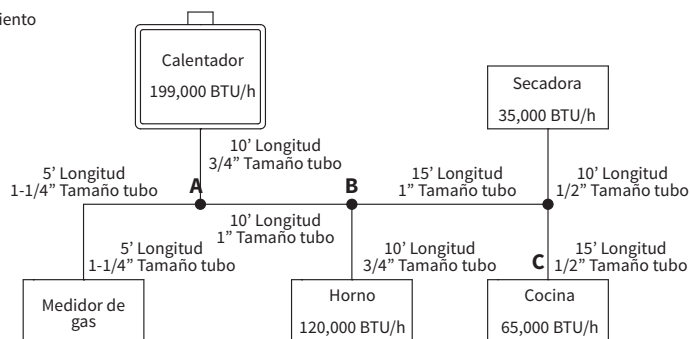 Calentador
199,000 BTU/h
Secadora
35,000 BTU/h
10’ Longitud
3/4” Tamaño tubo
5’ Longitud
1-1/4” Tamaño tubo
A
B
15’ Longitud
1” Tamaño tubo
10’ Longitud
1/2” Tamaño tubo
10’ Longitud
1” Tamaño tubo
5’ Longitud
1-1/4” Tamaño tubo
10’ Longitud
3/4” Tamaño tubo
C
15’ Longitud
1/2” Tamaño tubo
Medidor de
gas
Horno
120,000 BTU/h
Cocina
65,000 BTU/h